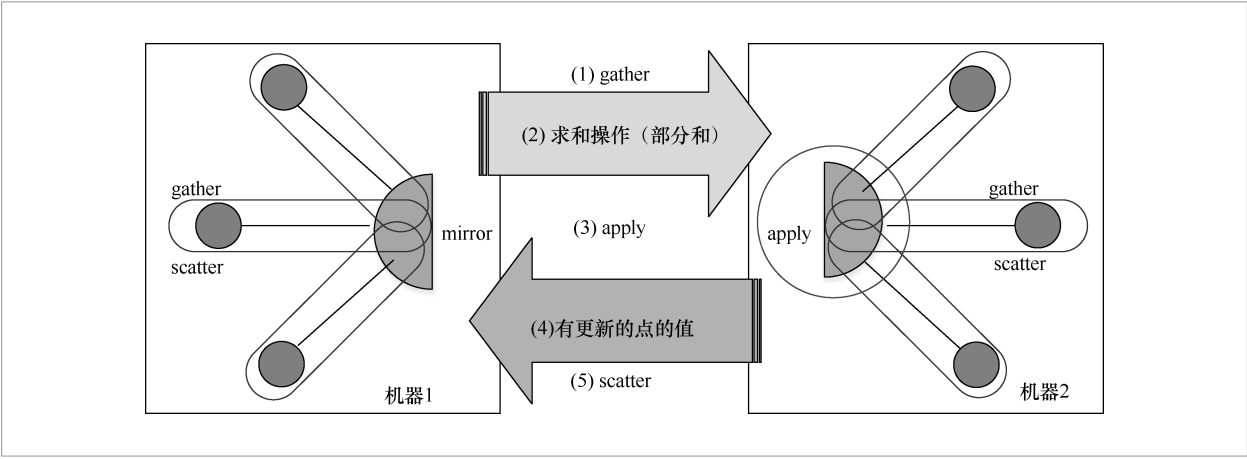 (1) gather
(2) 求和操作（部分和）
gather
scatter
mirror
机器1
(3) apply
apply
gather
scatter
机器2
(4)有更新的点的值
(5) scatter